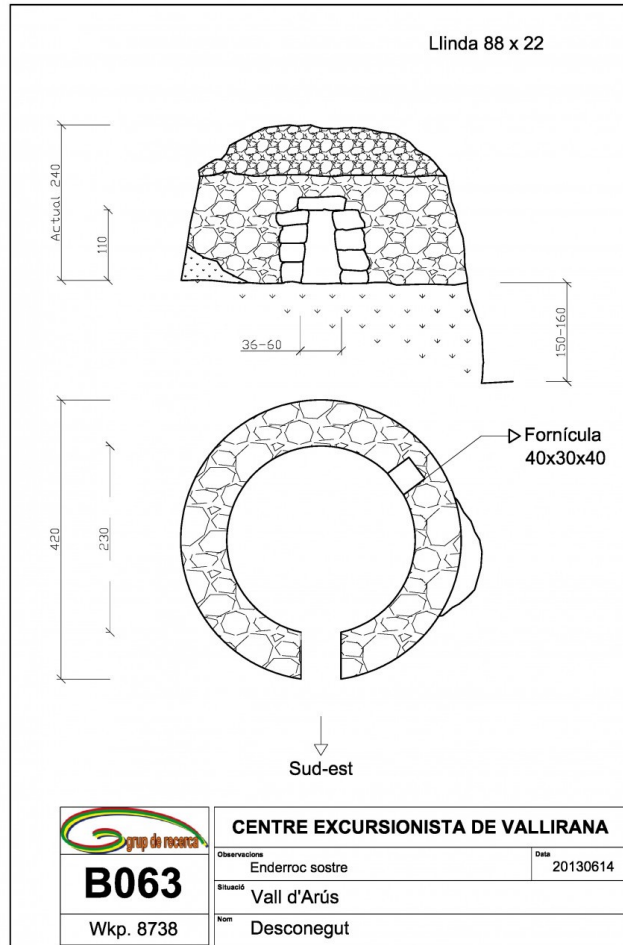 Llinda 88 x 22
Actual 240
110
36-60
150-160
Fornícula
40x30x40
420
230
Sud-est
grup de recerca
CENTRE EXCURSIONISTA DE VALLIRANA
Observacions
Enderroc sostre
Data
20130614
B063
Situació
Vall d'Arús
Wkp. 8738
Nom
Desconegut